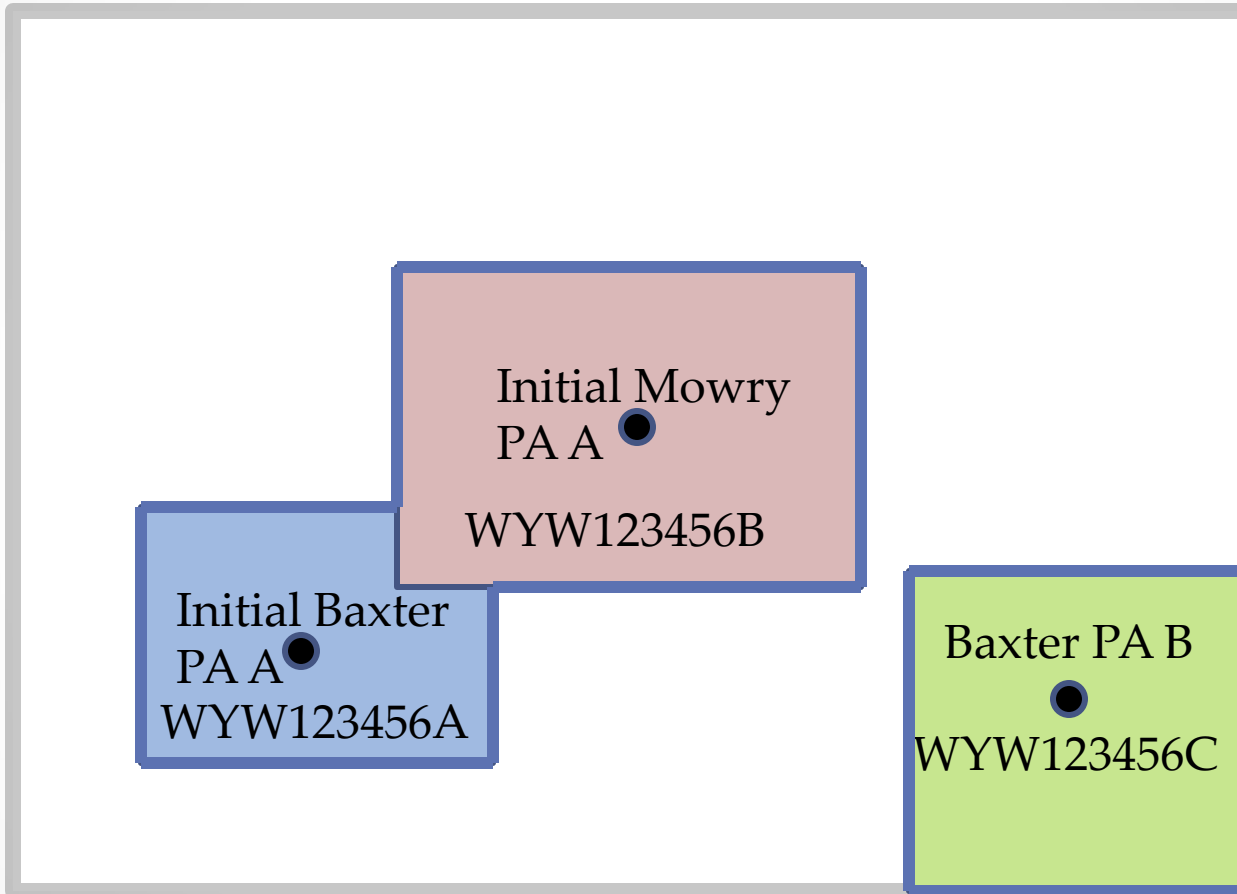 Initial Mowry
PA A
WYW123456B
Initial Baxter
PA A
WYW123456A
Baxter PA B
WYW123456C